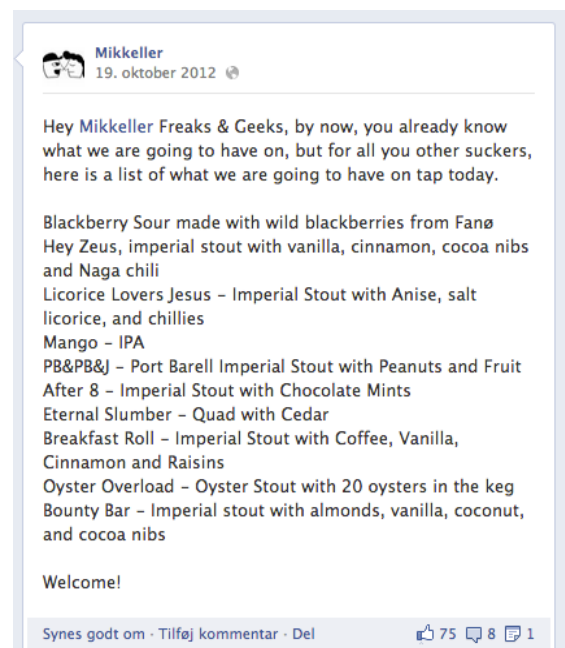 Mikkeller
19. oktober 2012
Hey Mikkeller Freaks & Geeks, by now, you already know
what we are going to have on, but for all you other suckers,
here is a list of what we are going to have on tap today.
Blackberry Sour made with wild blackberries from Fanø
Hey Zeus, imperial stout with vanilla, cinnamon, cocoa nibs
and Naga chili
Licorice Lovers Jesus – Imperial Stout with Anise, salt
licorice, and chillies
Mango – IPA
PB&PB&J – Port Barell Imperial Stout with Peanuts and Fruit
After 8 – Imperial Stout with Chocolate Mints
Eternal Slumber – Quad with Cedar
Breakfast Roll – Imperial Stout with Coffee, Vanilla,
Cinnamon and Raisins
Oyster Overload – Oyster Stout with 20 oysters in the keg
Bounty Bar – Imperial stout with almonds, vanilla, coconut,
and cocoa nibs
Welcome!
Synes godt om · Tilføj kommentar · Del 75 8 1